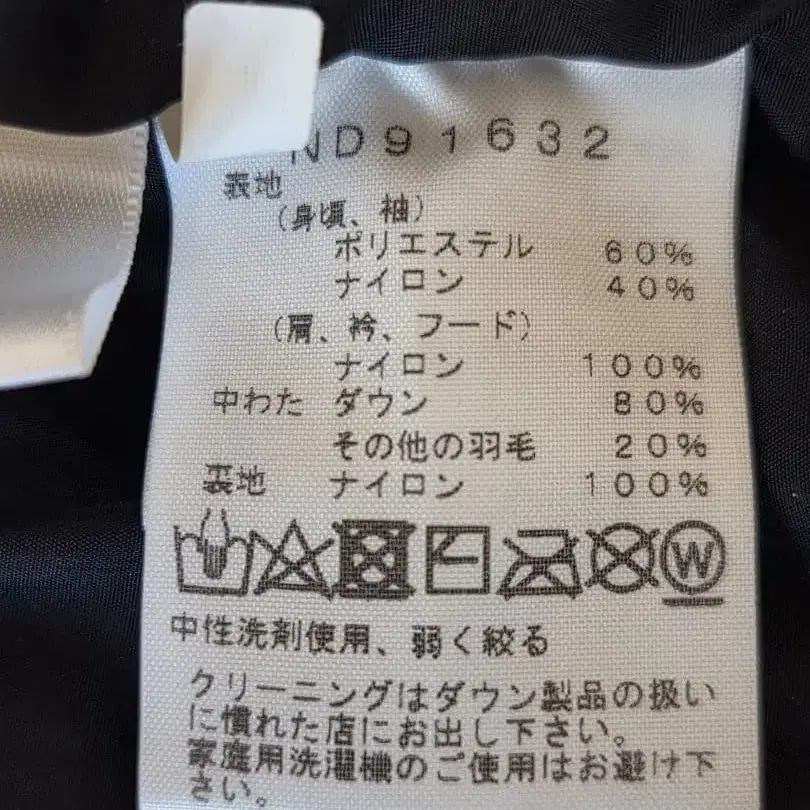 ND91632
表地
(身頃、袖)
ポリエステル 60%
ナイロン 40%
(肩、衿、フード)
ナイロン 100%
中わた ダウン 80%
その他の羽毛 20%
裏地 ナイロン 100%
W
中性洗剤使用、弱く絞る
クリーニングはダウン製品の扱い
に慣れた店にお出し下さい。
家庭用洗濯機のご使用はお避け下
さい。